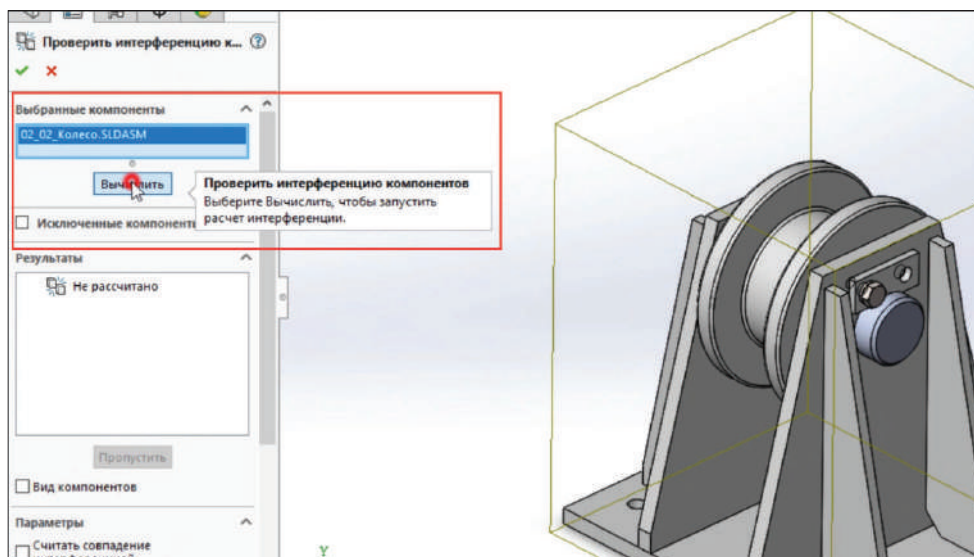 Проверить интерференцию к...
Выбранные компоненты
02_02_Колесо.SLDASM
Вычислить
Проверить интерференцию компонентов
Выберите Вычислить, чтобы запустить
расчет интерференции.
Исключенные компоненты
Результаты
Не рассчитано
Пропустить
Вид компонентов
Параметры
Считать совпадение
Y